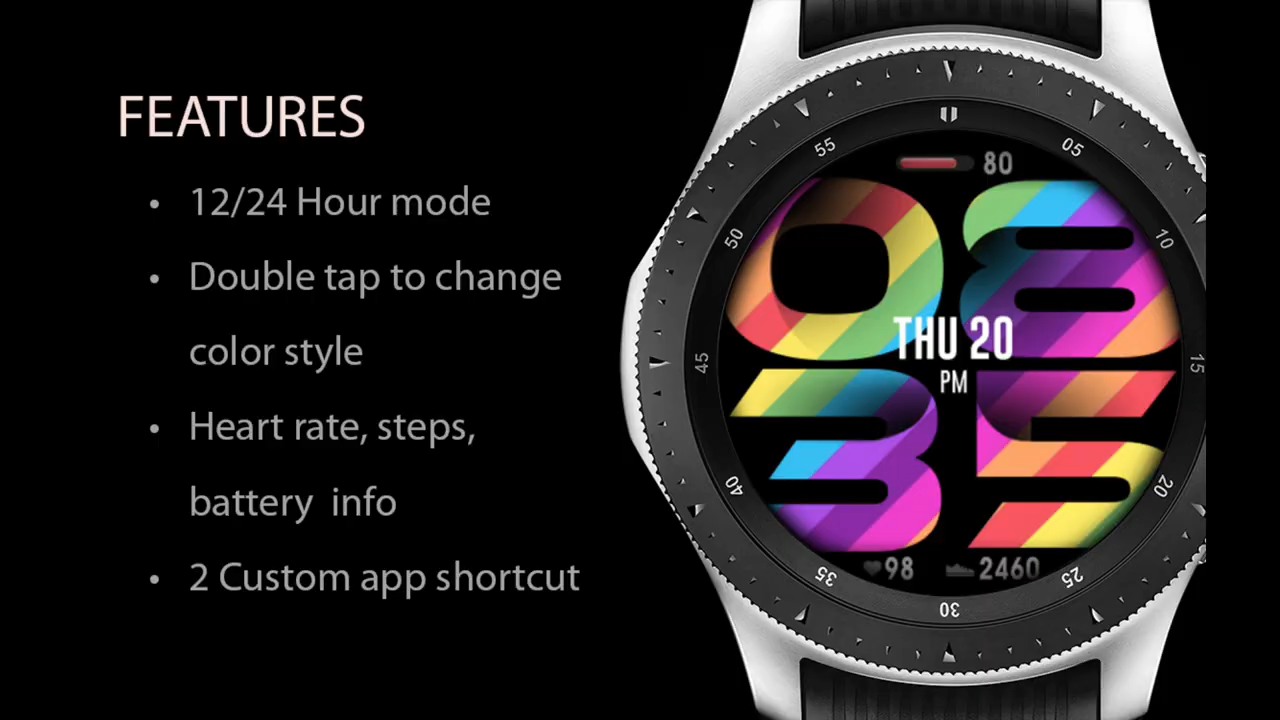 FEATURES
• 12/24 Hour mode
• Double tap to change
color style
• Heart rate, steps,
battery info
• 2 Custom app shortcut
55
05
50
10
45
15
40
20
35
25
30
80
08
THU 20
PM
35
98
2460